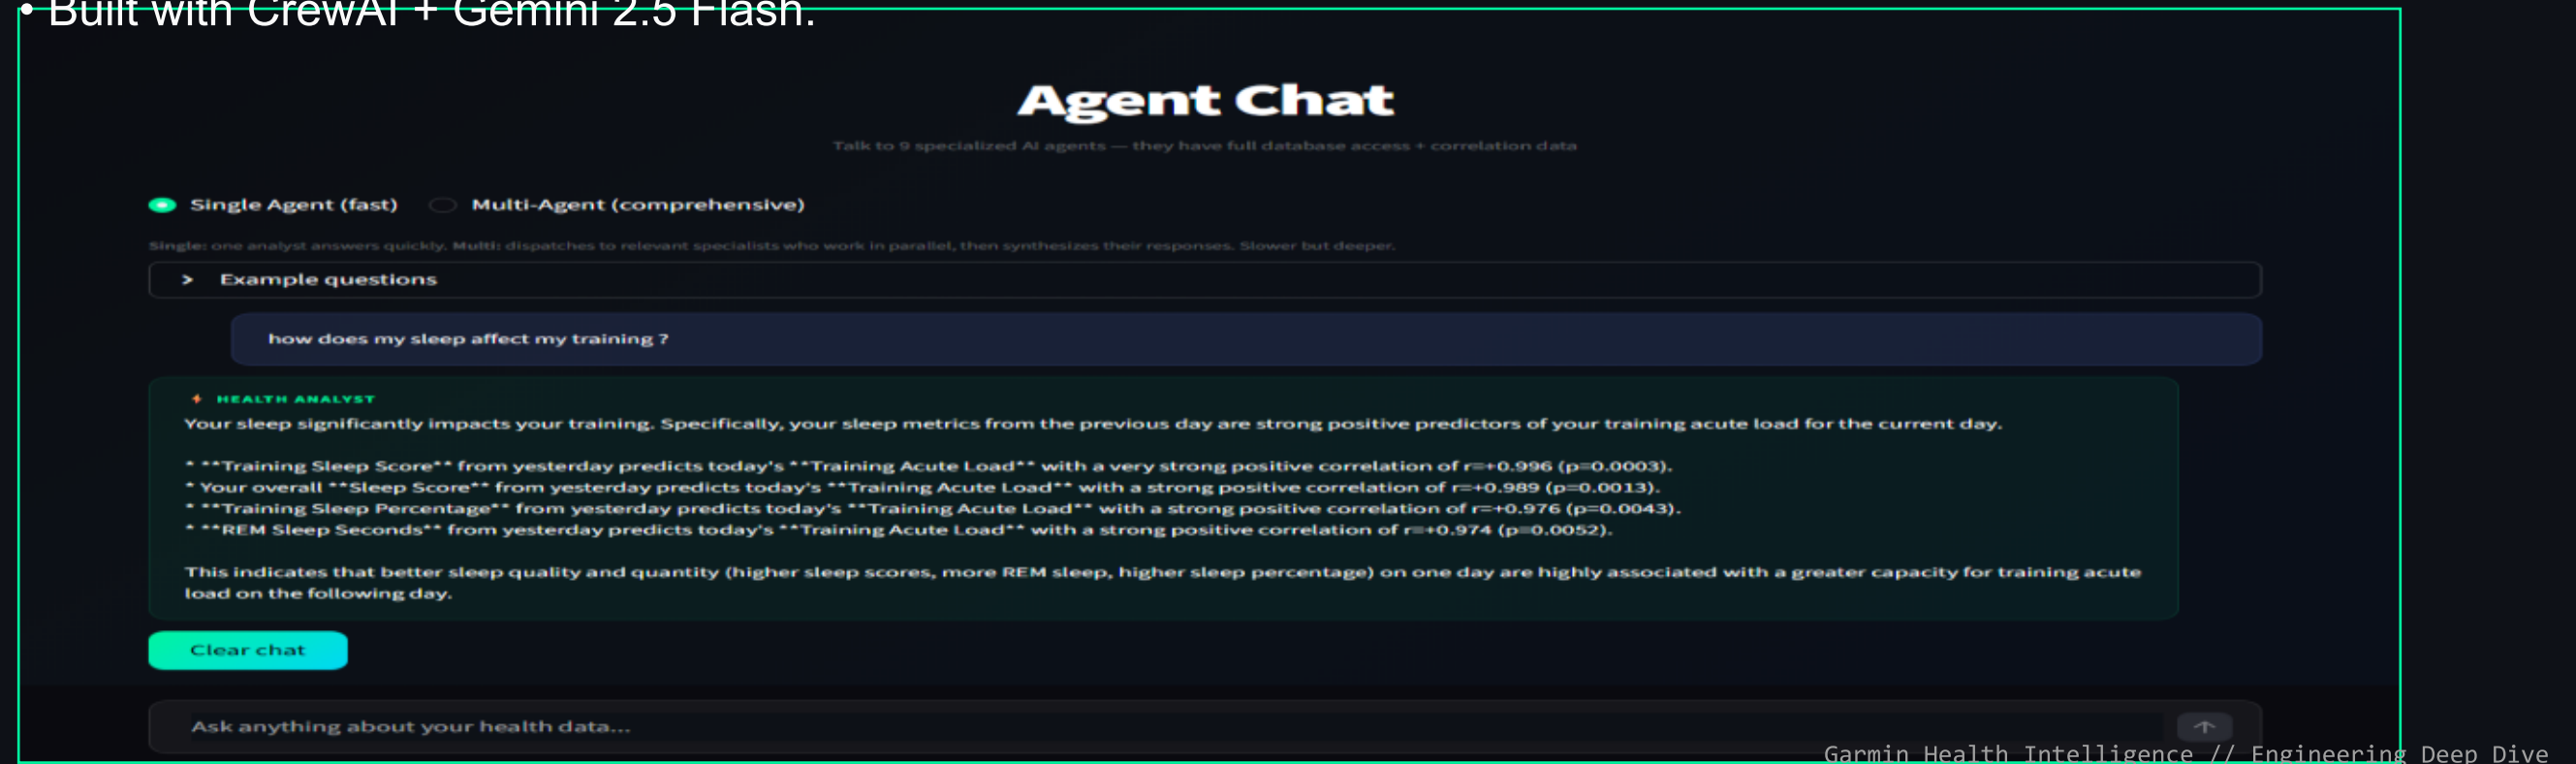 • Built with CrewAI + Gemini 2.5 Flash.
Agent Chat
Talk to 9 specialized AI agents — they have full database access + correlation data
Single Agent (fast) Multi-Agent (comprehensive)
Single: one analyst answers quickly. Multi: dispatches to relevant specialists who work in parallel, then synthesizes their responses. Slower but deeper.
> Example questions
how does my sleep affect my training ?
HEALTH ANALYST
Your sleep significantly impacts your training. Specifically, your sleep metrics from the previous day are strong positive predictors of your training acute load for the current day.
* **Training Sleep Score** from yesterday predicts today's **Training Acute Load** with a very strong positive correlation of r=+0.996 (p=0.0003).
* Your overall **Sleep Score** from yesterday predicts today's **Training Acute Load** with a strong positive correlation of r=+0.989 (p=0.0013).
* **Training Sleep Percentage** from yesterday predicts today's **Training Acute Load** with a strong positive correlation of r=+0.976 (p=0.0043).
* **REM Sleep Seconds** from yesterday predicts today's **Training Acute Load** with a strong positive correlation of r=+0.974 (p=0.0052).
This indicates that better sleep quality and quantity (higher sleep scores, more REM sleep, higher sleep percentage) on one day are highly associated with a greater capacity for training acute
load on the following day.
Clear chat
Ask anything about your health data...
Garmin Health Intelligence // Engineering Deep Dive